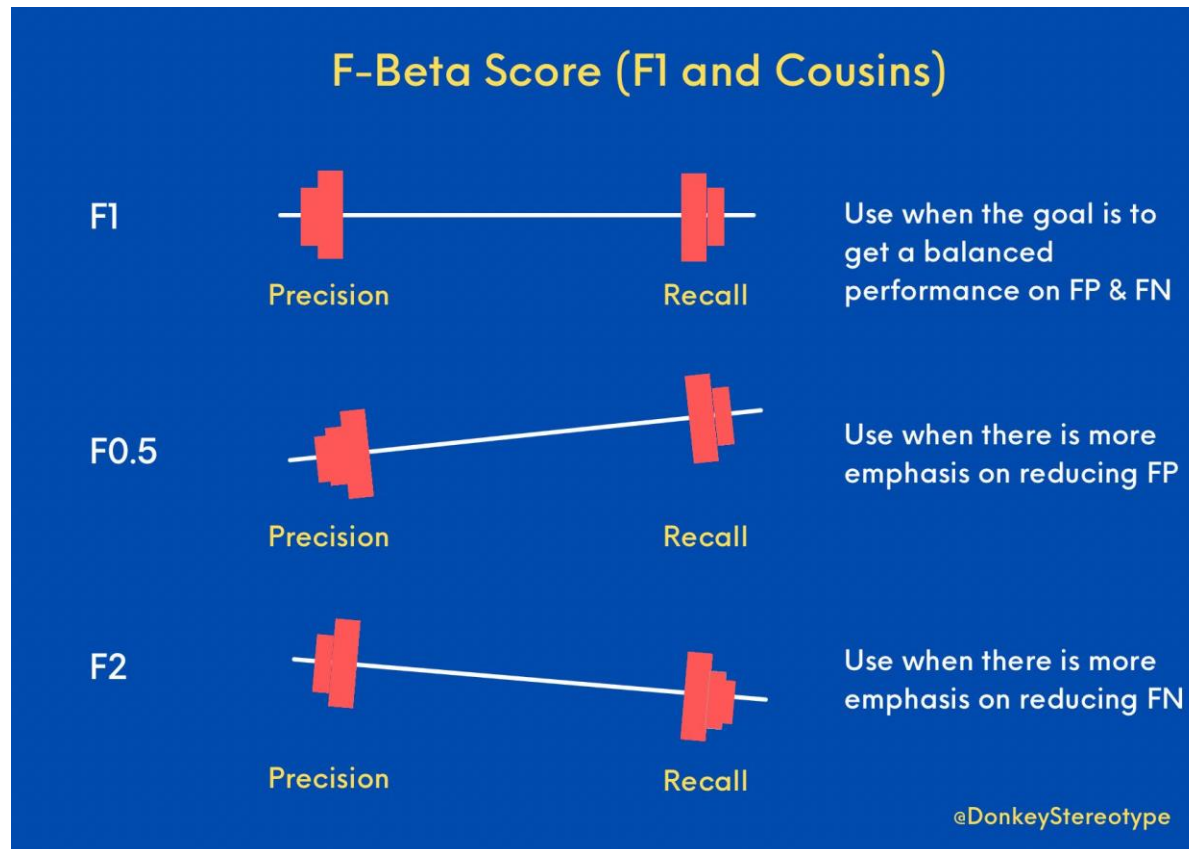 F-Beta Score (F1 and Cousins)
F1
Precision
Recall
Use when the goal is to
get a balanced
performance on FP & FN
F0.5
Precision
Recall
Use when there is more
emphasis on reducing FP
F2
Precision
Recall
Use when there is more
emphasis on reducing FN
@DonkeyStereotype